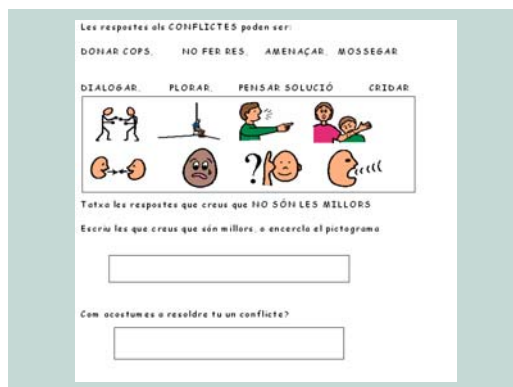 Les respostes als CONFLICTES poden ser:
DONAR COPS, NO FER RES, AMENAÇAR, MOSSEGAR
DIALOGAR, PLORAR, PENSAR SOLUCIÓ CRIDAR
?
Tatxa les respostes que creus que NO SÓN LES MILLORS
Escriu les que creus que són millors, o encercla el pictograma
Com acostumes a resoldre tu un conflicte?